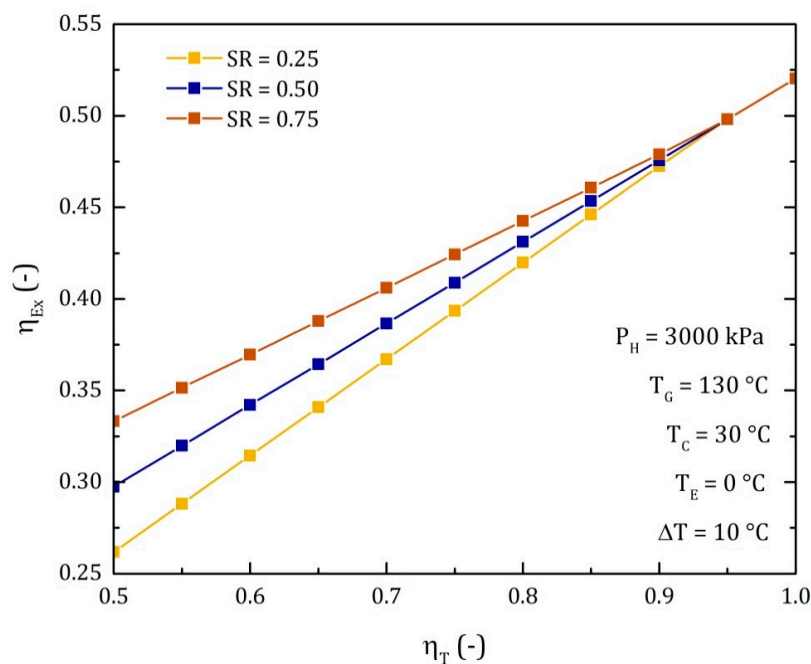 0.55
0.50
0.45
0.40
0.35
0.30
0.25
η_Ex (-)
SR = 0.25
SR = 0.50
SR = 0.75
P_H = 3000 kPa
T_G = 130 °C
T_C = 30 °C
T_E = 0 °C
ΔT = 10 °C
0.5 0.6 0.7 0.8 0.9 1.0
η_T (-)